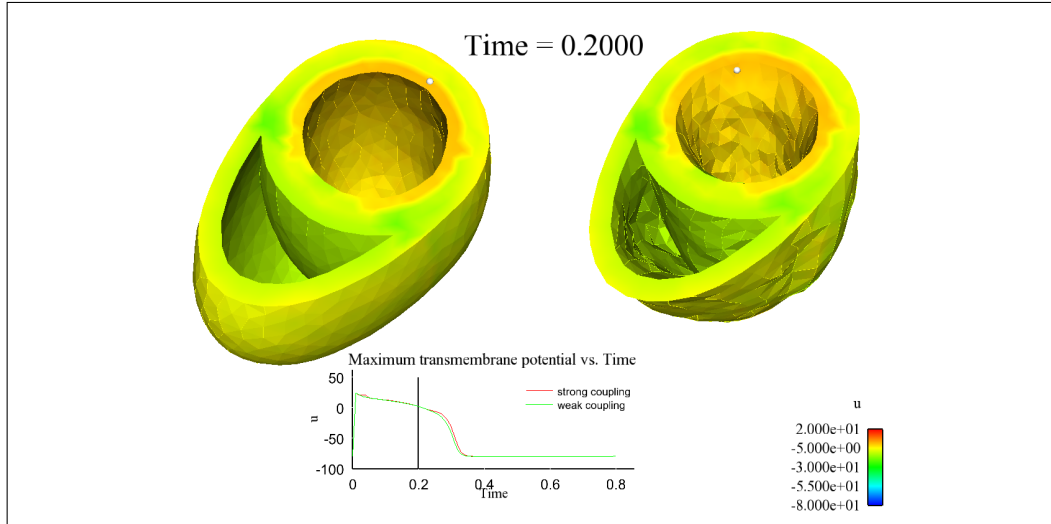 Time = 0.2000
Maximum transmembrane potential vs. Time
50
0
-50
-100
u
strong coupling
weak coupling
0
0.2
0.4
0.6
0.8
Time
u
2.000e+01
-5.000e+00
-3.000e+01
-5.500e+01
-8.000e+01